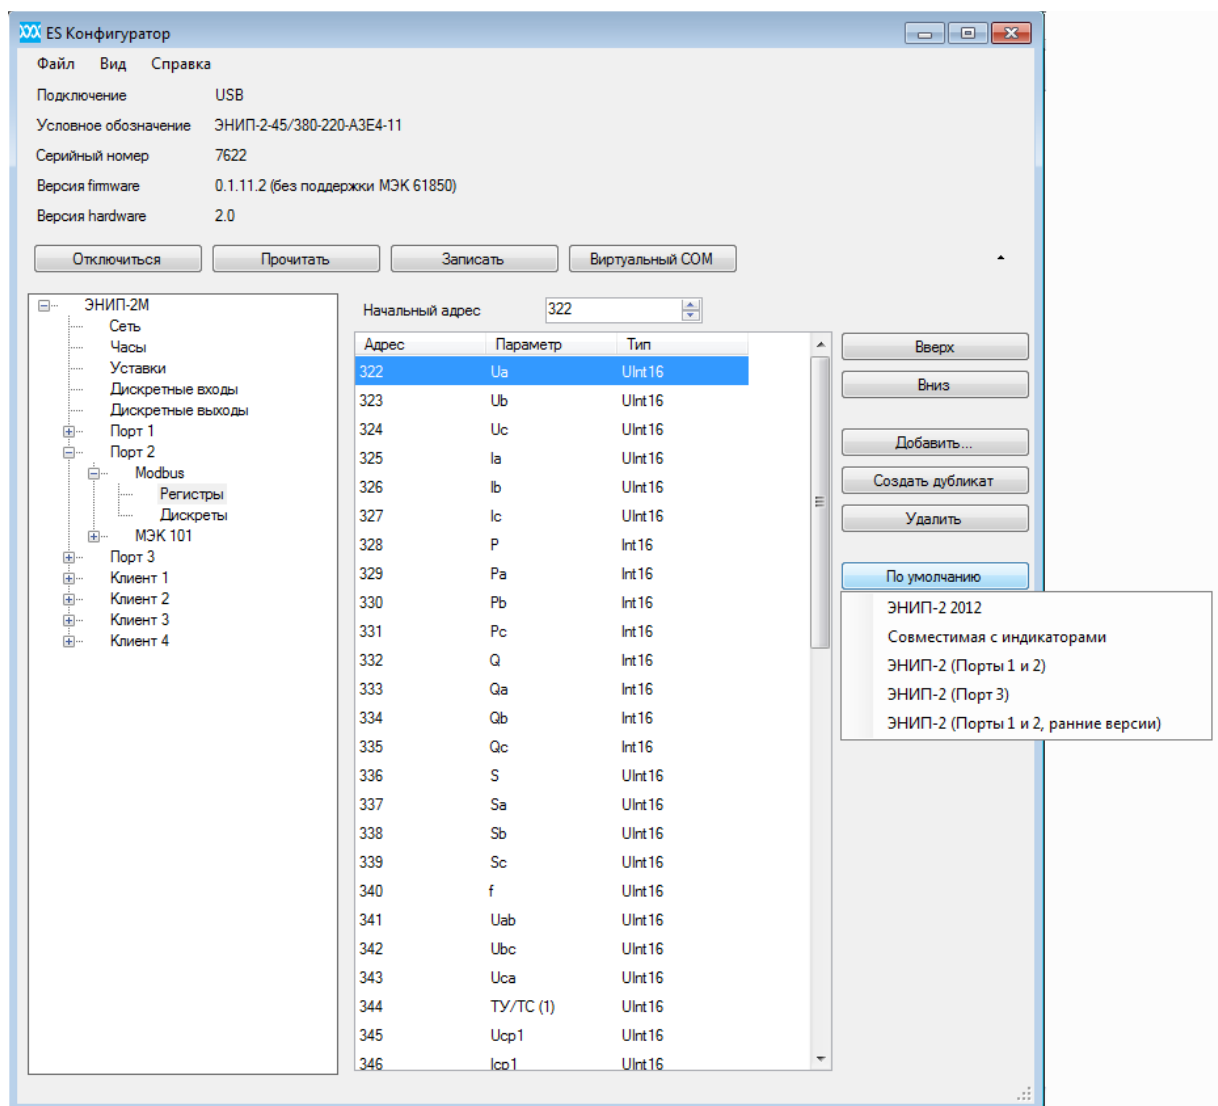 ES Конфигуратор
Файл Вид Справка
Подключение USB
Условное обозначение ЭНИП-2-45/380-220-А3Е4-11
Серийный номер 7622
Версия firmware 0.1.11.2 (без поддержки МЭК 61850)
Версия hardware 2.0
Отключиться Прочитать Записать Виртуальный COM
ЭНИП-2М
Сеть
Часы
Уставки
Дискретные входы
Дискретные выходы
Порт 1
Порт 2
Modbus
Регистры
Дискреты
МЭК 101
Порт 3
Клиент 1
Клиент 2
Клиент 3
Клиент 4
Начальный адрес 322
Адрес Параметр Тип
322 Ua UInt16
323 Ub UInt16
324 Uc UInt16
325 Ia UInt16
326 Ib UInt16
327 Ic UInt16
328 P Int16
329 Pa Int16
330 Pb Int16
331 Pc Int16
332 Q Int16
333 Qa Int16
334 Qb Int16
335 Qc Int16
336 S UInt16
337 Sa UInt16
338 Sb UInt16
339 Sc UInt16
340 f UInt16
341 Uab UInt16
342 Ubc UInt16
343 Uca UInt16
344 ТУ/ТС (1) UInt16
345 Ucp1 UInt16
346 Icp1 UInt16
Вверх
Вниз
Добавить...
Создать дубликат
Удалить
По умолчанию
ЭНИП-2 2012
Совместимая с индикаторами
ЭНИП-2 (Порты 1 и 2)
ЭНИП-2 (Порт 3)
ЭНИП-2 (Порты 1 и 2, ранние версии)